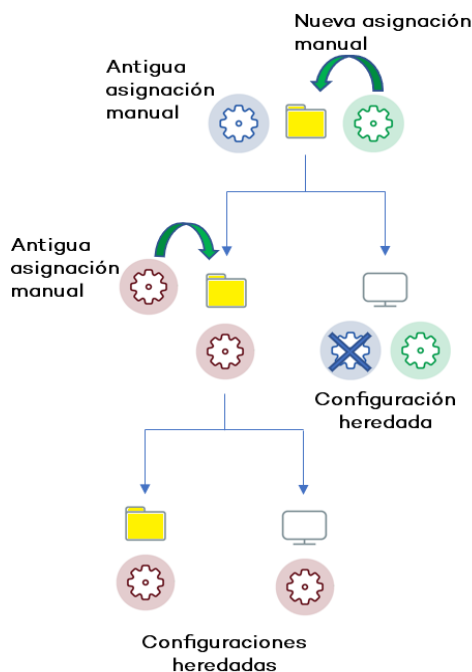 Nueva asignación
manual
Antigua
asignación
manual
Antigua
asignación
manual
Configuración
heredada
Configuraciones
heredadas